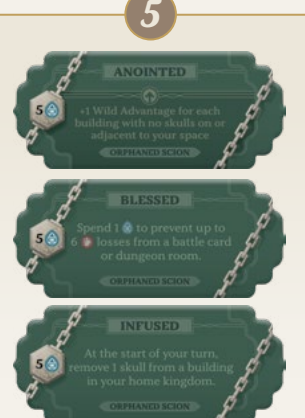 5
ANOINTED
5
+1 Wild Advantage for each
building with no skulls on or
adjacent to your space
ORPHANED SCION
BLESSED
5
Spend 1 to prevent up to
6 losses from a battle card
or dungeon room.
ORPHANED SCION
INFUSED
5
At the start of your turn,
remove 1 skull from a building
in your home kingdom.
ORPHANED SCION